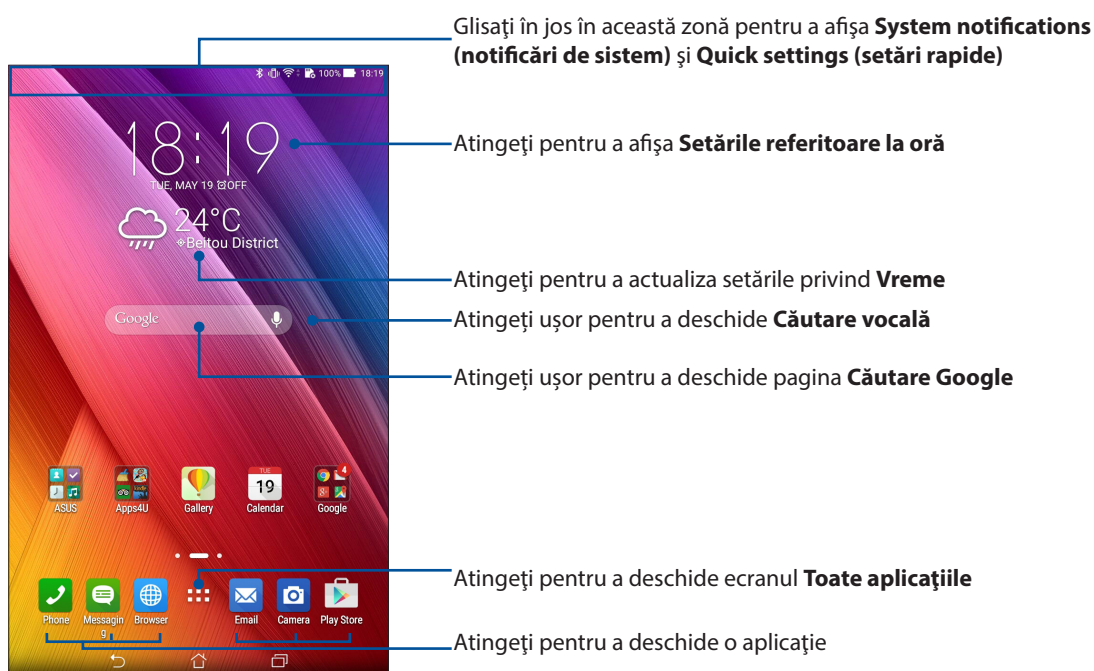 Glisaţi în jos în această zonă pentru a afişa System notifications
(notificări de sistem) şi Quick settings (setări rapide)
100% 18:19
18:19
Atingeţi pentru a afişa Setările referitoare la oră
TUE, MAY 19 OFF
24°C
Beitou District
Atingeţi pentru a actualiza setările privind Vreme
Google
Atingeți ușor pentru a deschide Căutare vocală
Atingeți ușor pentru a deschide pagina Căutare Google
4
TUE
19
ASUS Apps4U Gallery Calendar Google
Atingeţi pentru a deschide ecranul Toate aplicaţiile
Phone Messagin Browser Email Camera Play Store
g
Atingeţi pentru a deschide o aplicaţie